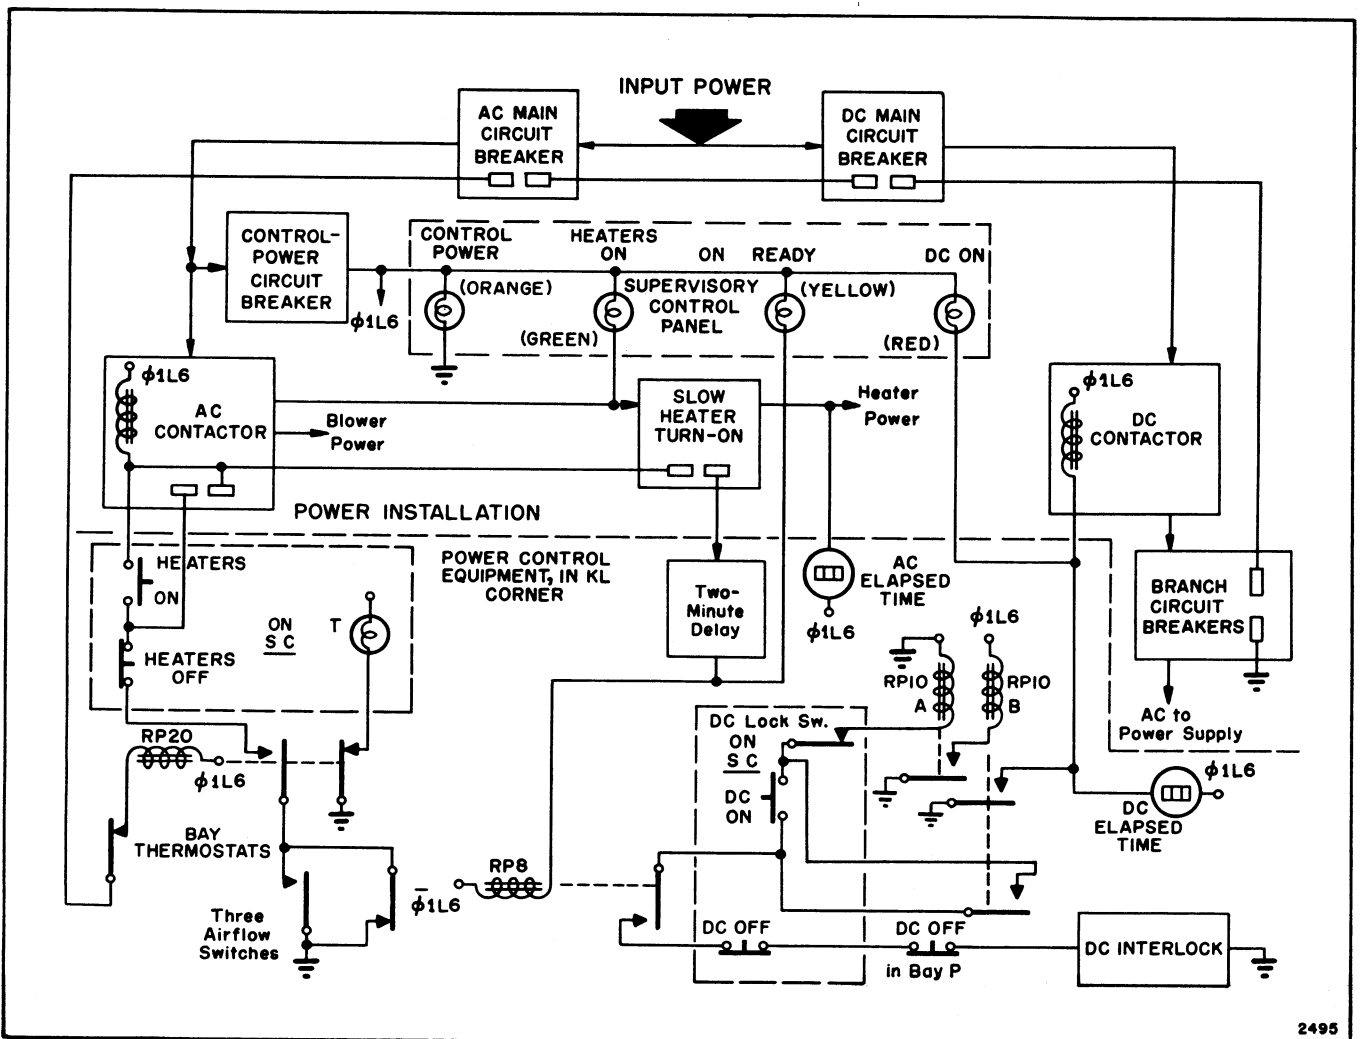 INPUT POWER
AC MAIN
CIRCUIT
BREAKER
DC MAIN
CIRCUIT
BREAKER
CONTROL-
POWER
CIRCUIT
BREAKER
ϕ1L6
CONTROL
POWER
(ORANGE)
HEATERS
ON
(GREEN)
ON
SUPERVISORY
CONTROL
PANEL
READY
(YELLOW)
DC ON
(RED)
ϕ1L6
AC
CONTACTOR
Blower
Power
SLOW
HEATER
TURN-ON
Heater
Power
ϕ1L6
DC
CONTACTOR
POWER INSTALLATION
HEATERS
ON
HEATERS
OFF
ON
S C
T
POWER CONTROL
EQUIPMENT, IN KL
CORNER
Two-
Minute
Delay
AC
ELAPSED
TIME
ϕ1L6
BRANCH
CIRCUIT
BREAKERS
AC to
Power Supply
ϕ1L6
RP10
A
RP10
B
RP20
ϕ1L6
BAY
THERMOSTATS
Three
Airflow
Switches
ϕ1L6
RP8
DC Lock Sw.
ON
S C
DC
ON
DC OFF
DC OFF
in Bay P
DC INTERLOCK
ϕ1L6
DC
ELAPSED
TIME
2495